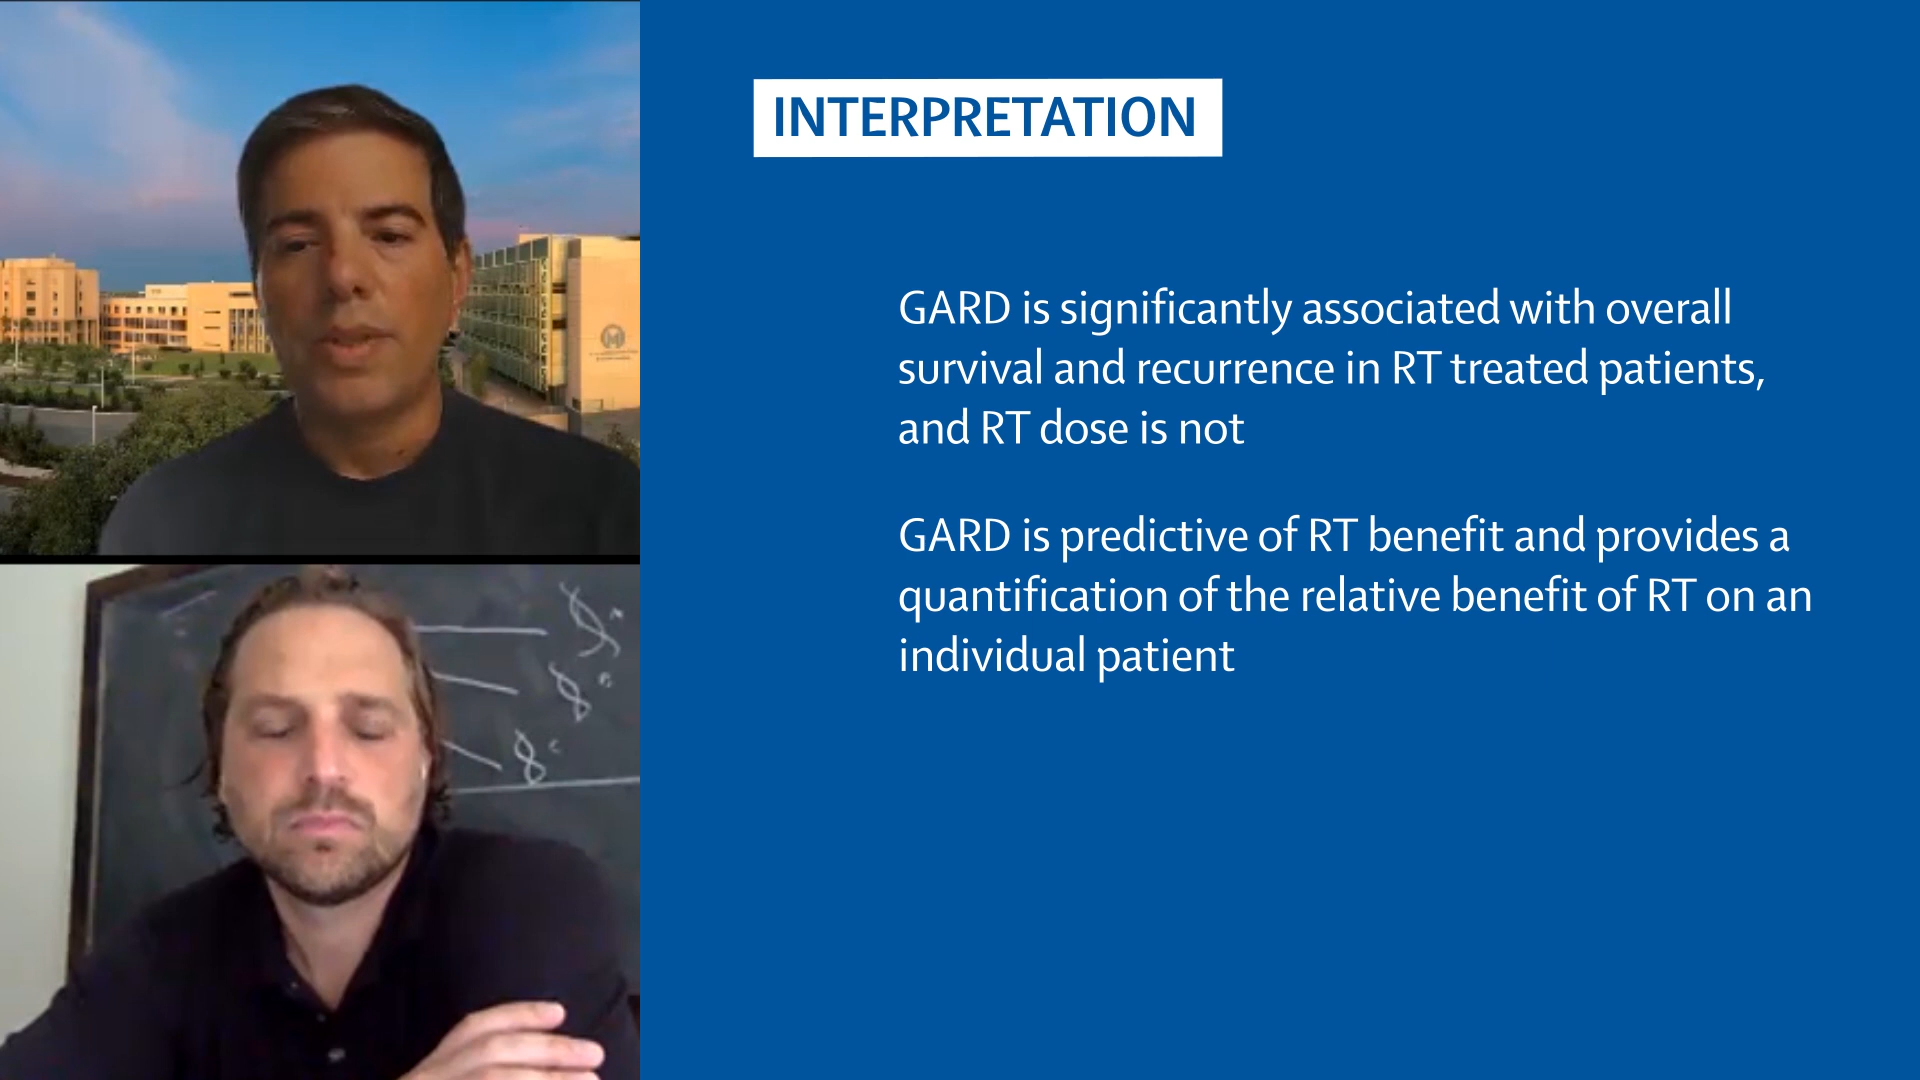 INTERPRETATION
GARD is significantly associated with overall
survival and recurrence in RT treated patients,
and RT dose is not
GARD is predictive of RT benefit and provides a
quantification of the relative benefit of RT on an
individual patient